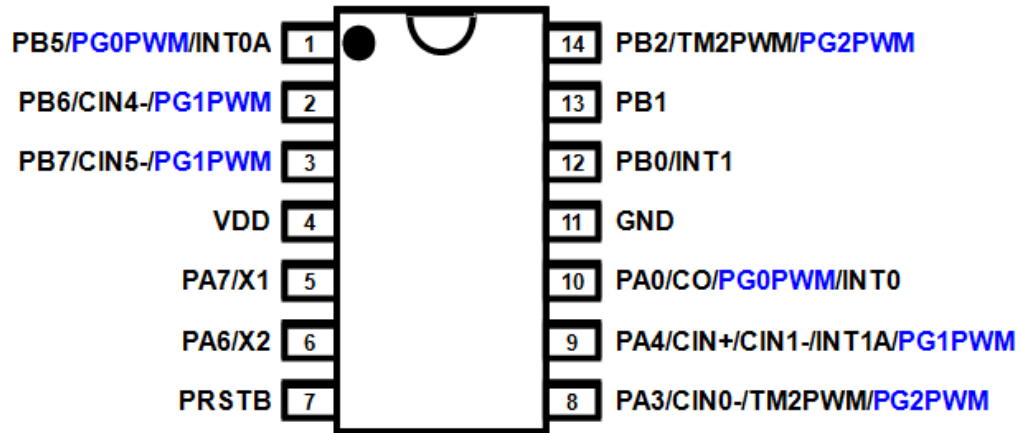 PB5/PG0PWM/INT0A 1 14 PB2/TM2PWM/PG2PWM
PB6/CIN4-/PG1PWM 2 13 PB1
PB7/CIN5-/PG1PWM 3 12 PB0/INT1
VDD 4 11 GND
PA7/X1 5 10 PA0/CO/PG0PWM/INT0
PA6/X2 6 9 PA4/CIN+/CIN1-/INT1A/PG1PWM
PRSTB 7 8 PA3/CIN0-/TM2PWM/PG2PWM